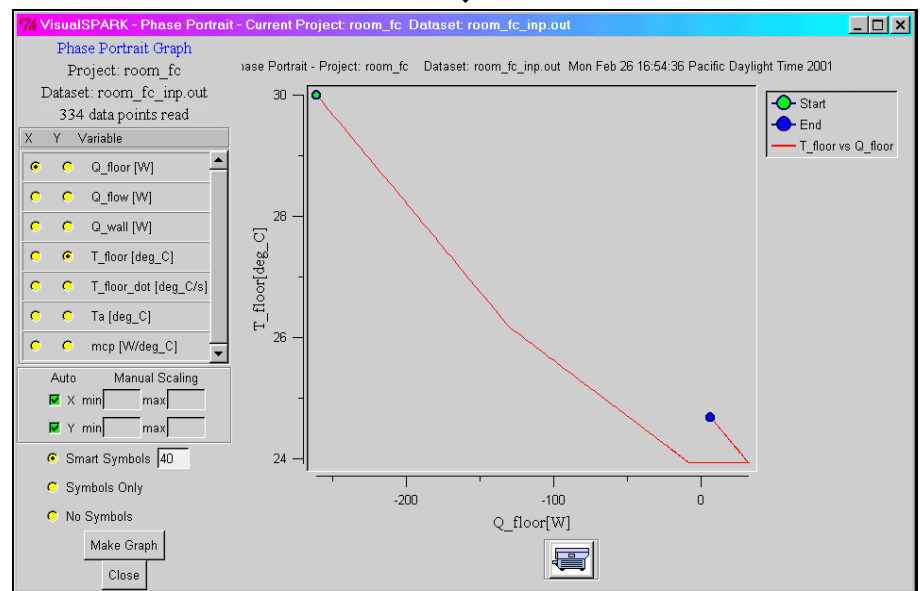 VisualSPARK - Phase Portrait - Current Project: room_fc Dataset: room_fc_inp.out
Phase Portrait Graph
Project: room_fc
Dataset: room_fc_inp.out
334 data points read
X Y Variable
Q_floor [W]
Q_flow [W]
Q_wall [W]
T_floor [deg_C]
T_floor_dot [deg_C/s]
Ta [deg_C]
mcp [W/deg_C]
Auto Manual Scaling
X min max
Y min max
Smart Symbols 40
Symbols Only
No Symbols
Make Graph
Close
ase Portrait - Project: room_fc Dataset: room_fc_inp.out Mon Feb 26 16:54:36 Pacific Daylight Time 2001
30
28
26
24
T_floor[deg_C]
-200 -100 0
Q_floor[W]
Start
End
T_floor vs Q_floor